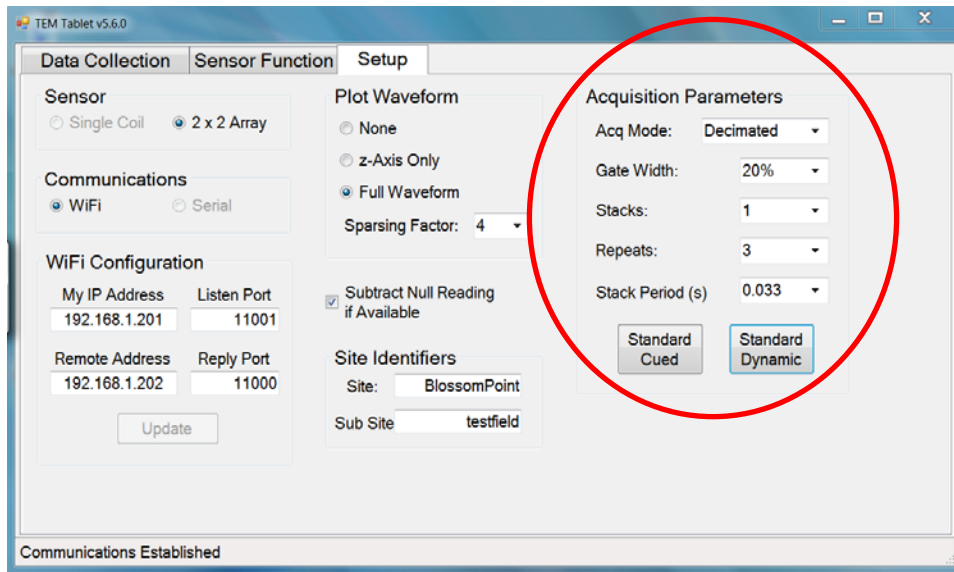 TEM Tablet v5.6.0
Data Collection
Sensor Function
Setup
Sensor
Single Coil
2 x 2 Array
Communications
WiFi
Serial
WiFi Configuration
My IP Address
Listen Port
192.168.1.201
11001
Remote Address
Reply Port
192.168.1.202
11000
Update
Plot Waveform
None
z-Axis Only
Full Waveform
Sparsing Factor: 4
Subtract Null Reading
if Available
Site Identifiers
Site: BlossomPoint
Sub Site testfield
Acquisition Parameters
Acq Mode: Decimated
Gate Width: 20%
Stacks: 1
Repeats: 3
Stack Period (s) 0.033
Standard
Cued
Standard
Dynamic
Communications Established